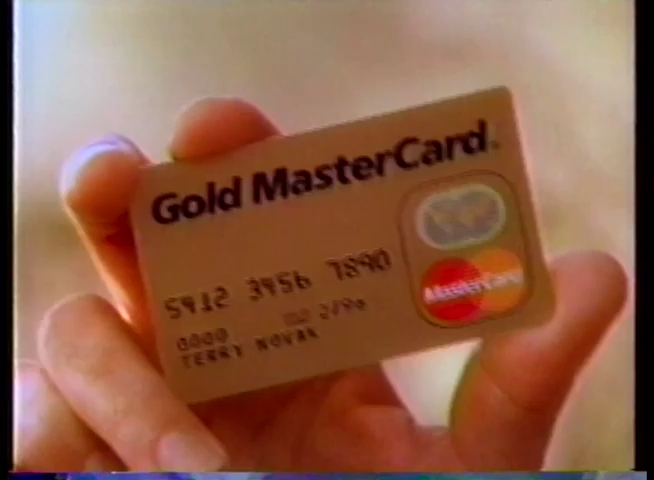 Gold MasterCard
5412 3456 7890
MasterCard
0000
TERRY NOVAK